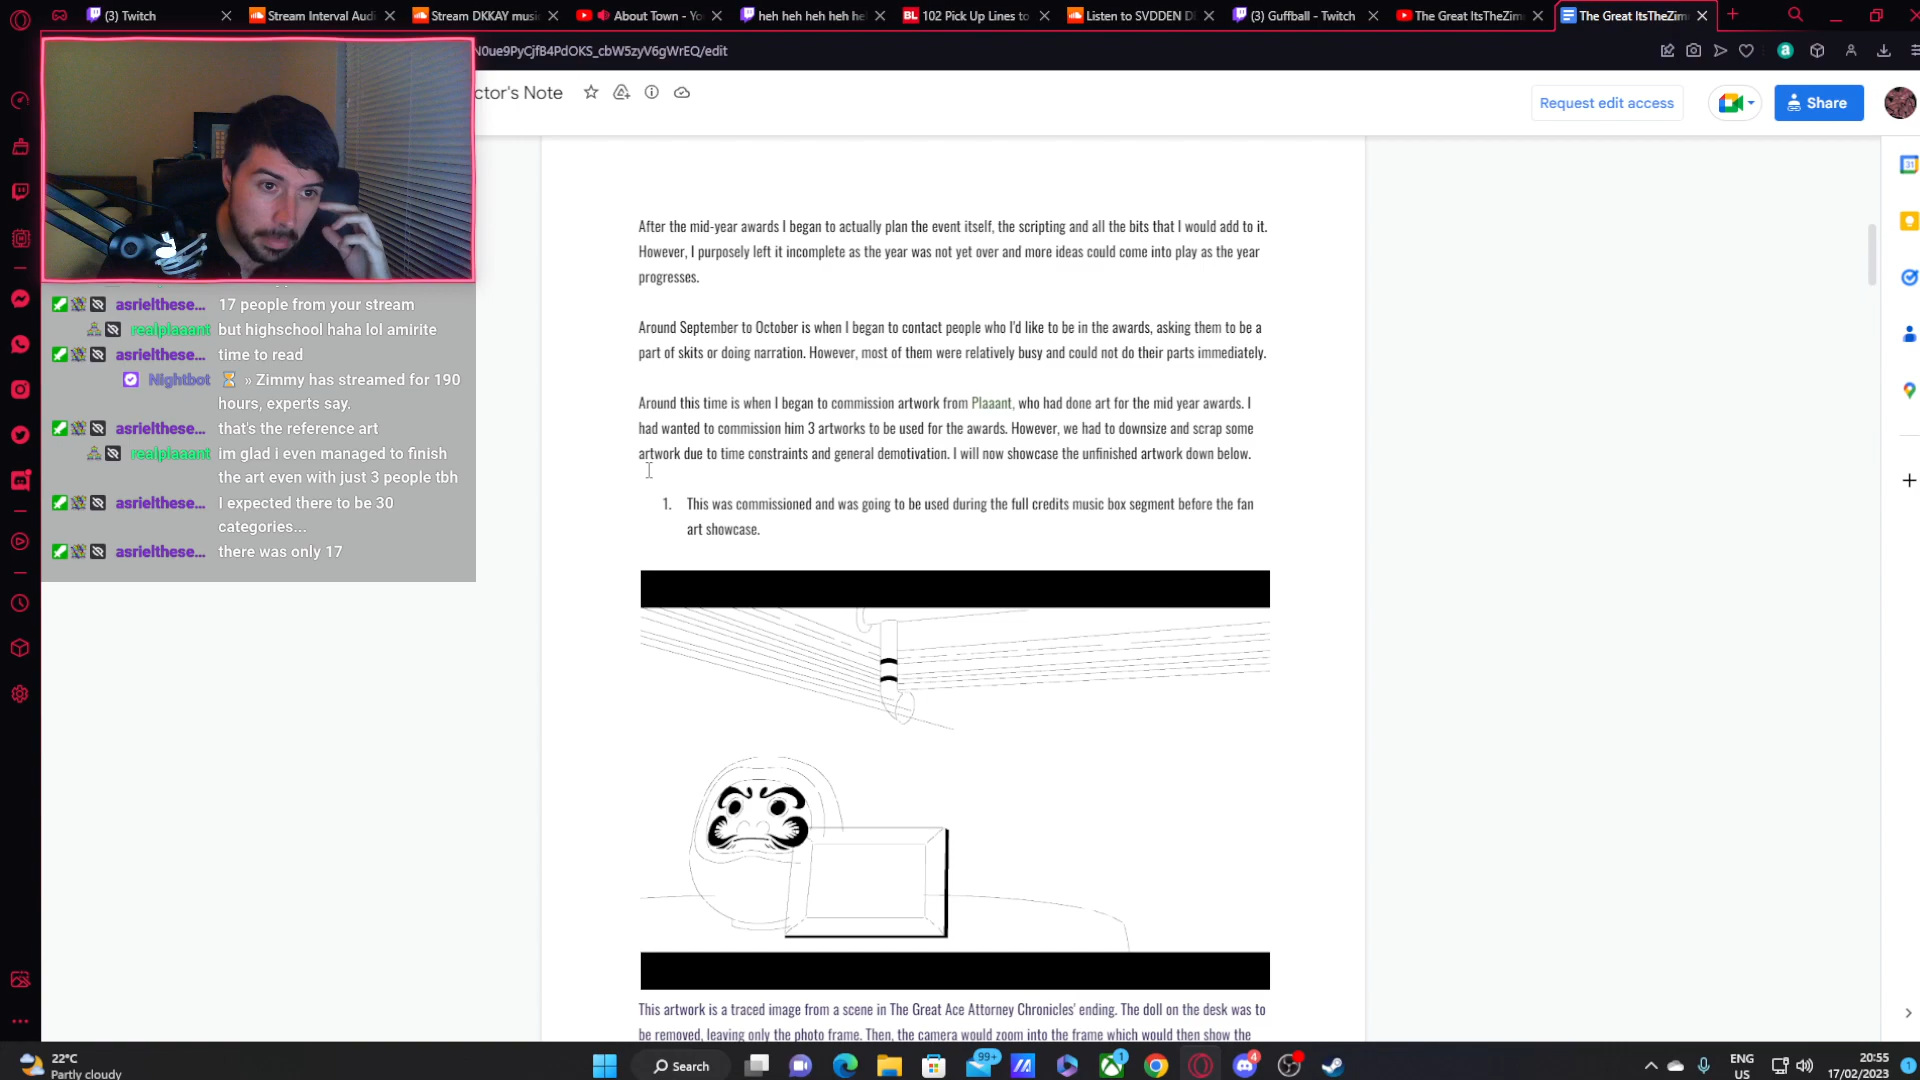 (3) Twitch
Stream Interval Audi
Stream DKKAY musi
About Town - Yo
heh heh heh heh he
102 Pick Up Lines to
Listen to SVDDEN D
(3) Guffball - Twitch
The Great ItsTheZim
The Great ItsTheZim
N0ue9PyCjfB4PdOKS_cbW5zyV6gWrEQ/edit
ctor's Note
Request edit access
Share
After the mid-year awards I began to actually plan the event itself, the scripting and all the bits that I would add to it.
However, I purposely left it incomplete as the year was not yet over and more ideas could come into play as the year
progresses.
Around September to October is when I began to contact people who I'd like to be in the awards, asking them to be a
part of skits or doing narration. However, most of them were relatively busy and could not do their parts immediately.
Around this time is when I began to commission artwork from Plaaant, who had done art for the mid year awards. I
had wanted to commission him 3 artworks to be used for the awards. However, we had to downsize and scrap some
artwork due to time constraints and general demotivation. I will now showcase the unfinished artwork down below.
1. This was commissioned and was going to be used during the full credits music box segment before the fan
art showcase.
This artwork is a traced image from a scene in The Great Ace Attorney Chronicles' ending. The doll on the desk was to
be removed, leaving only the photo frame. Then, the camera would zoom into the frame which would then show the
asrielthese... 17 people from your stream
realplaaant but highschool haha lol amirite
asrielthese... time to read
Nightbot » Zimmy has streamed for 190
hours, experts say.
asrielthese... that's the reference art
realplaaant im glad i even managed to finish
the art even with just 3 people tbh
asrielthese... I expected there to be 30
categories...
asrielthese... there was only 17
22°C
Partly cloudy
Search
99+
1
4
ENG
US
20:55
17/02/2023
1